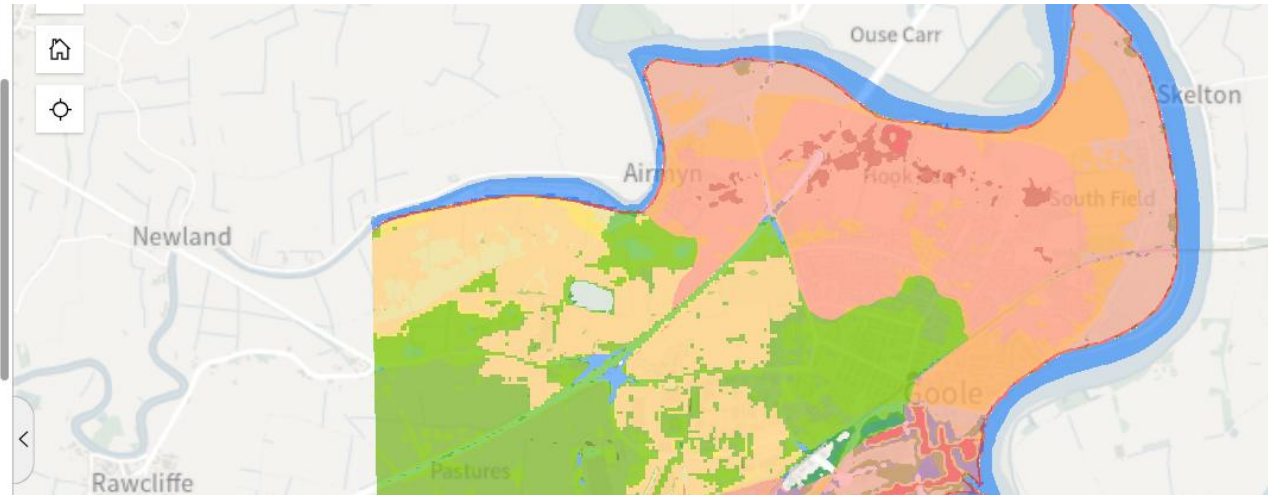 Ouse Carr
Skelton
Airmyn
Hook
South Field
Newland
Goole
Pastures
Rawcliffe